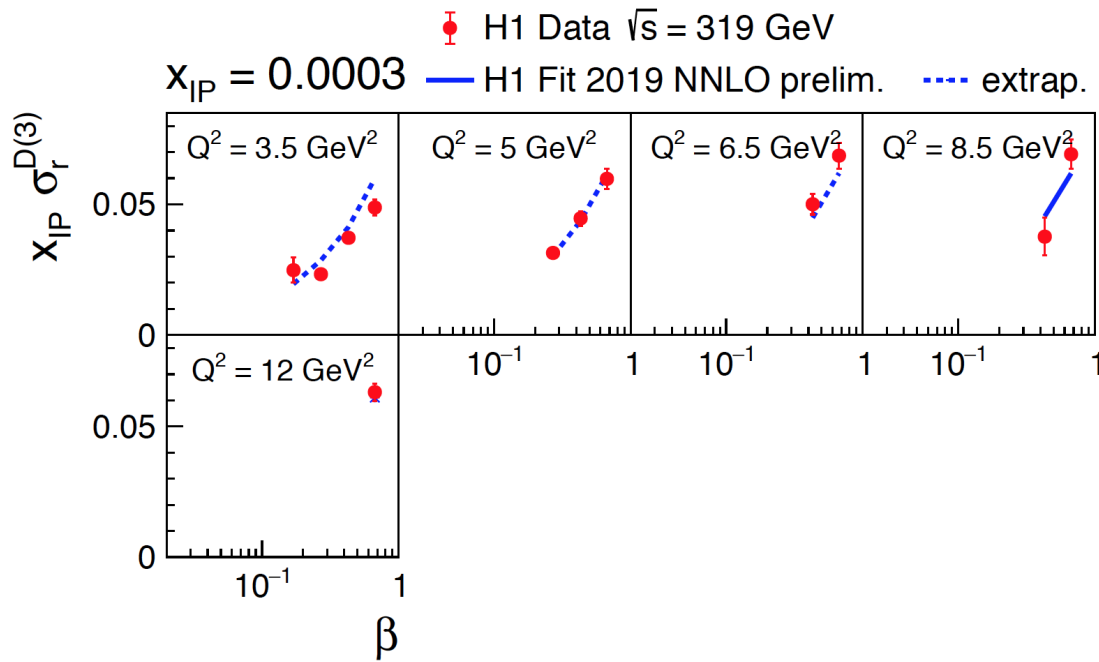 H1 Data √s = 319 GeV
x_IP = 0.0003
H1 Fit 2019 NNLO prelim. extrap.
x_IP σ_r^D(3)
Q² = 3.5 GeV² Q² = 5 GeV² Q² = 6.5 GeV² Q² = 8.5 GeV²
0.05
0
10⁻¹ 1 10⁻¹ 1 10⁻¹ 1
Q² = 12 GeV²
0.05
0
10⁻¹ 1
β